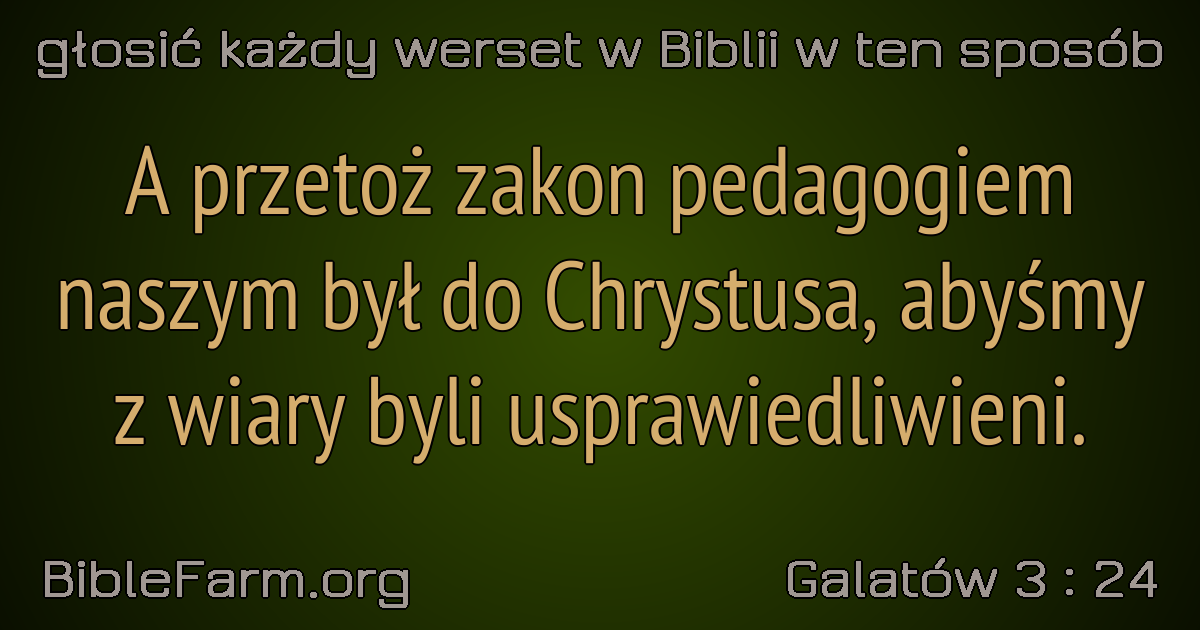 głosić każdy werset w Biblii w ten sposób
A przetoż zakon pedagogiem
naszym był do Chrystusa, abyśmy
z wiary byli usprawiedliwieni.
BibleFarm.org
Galatów 3 : 24